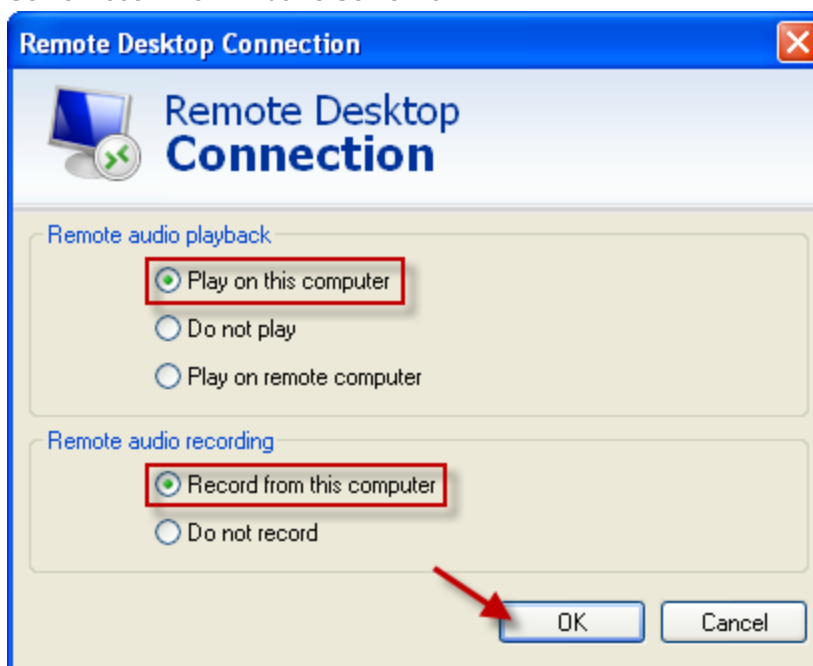 Remote Desktop Connection
Remote Desktop
Connection
Remote audio playback
Play on this computer
Do not play
Play on remote computer
Remote audio recording
Record from this computer
Do not record
OK Cancel